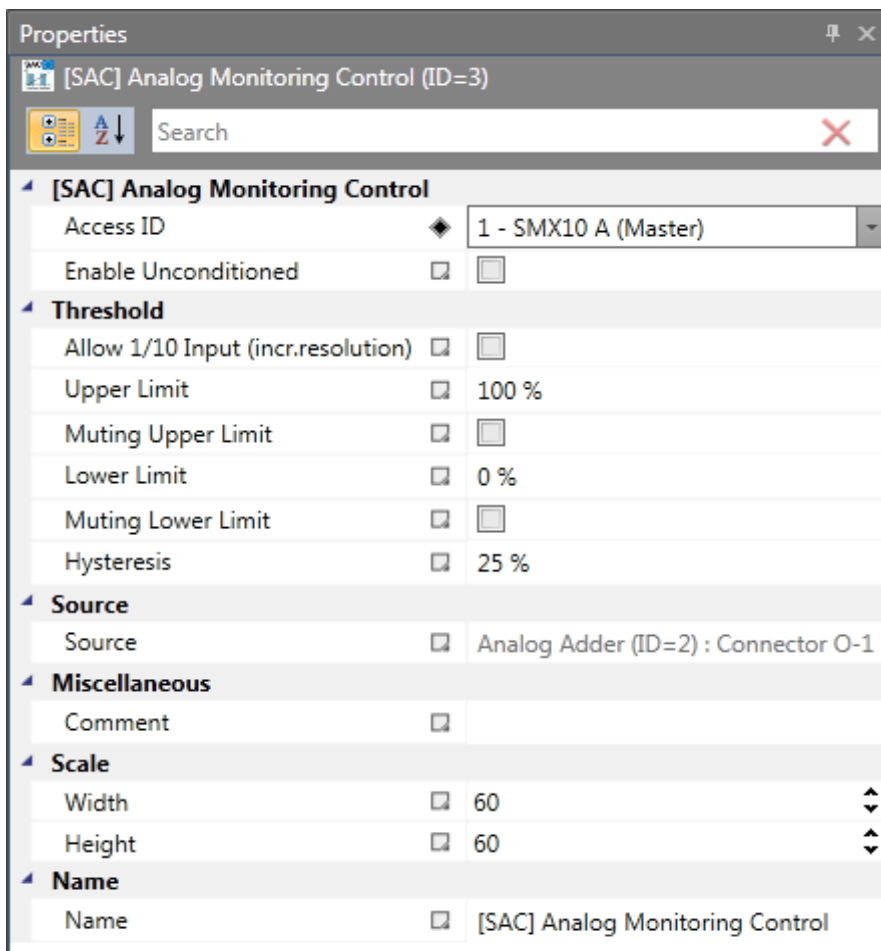 Properties
[SAC] Analog Monitoring Control (ID=3)
A
Z
Search
[SAC] Analog Monitoring Control
Access ID 1 - SMX10 A (Master)
Enable Unconditioned
Threshold
Allow 1/10 Input (incr.resolution)
Upper Limit 100 %
Muting Upper Limit
Lower Limit 0 %
Muting Lower Limit
Hysteresis 25 %
Source
Source Analog Adder (ID=2) : Connector O-1
Miscellaneous
Comment
Scale
Width 60
Height 60
Name
Name [SAC] Analog Monitoring Control